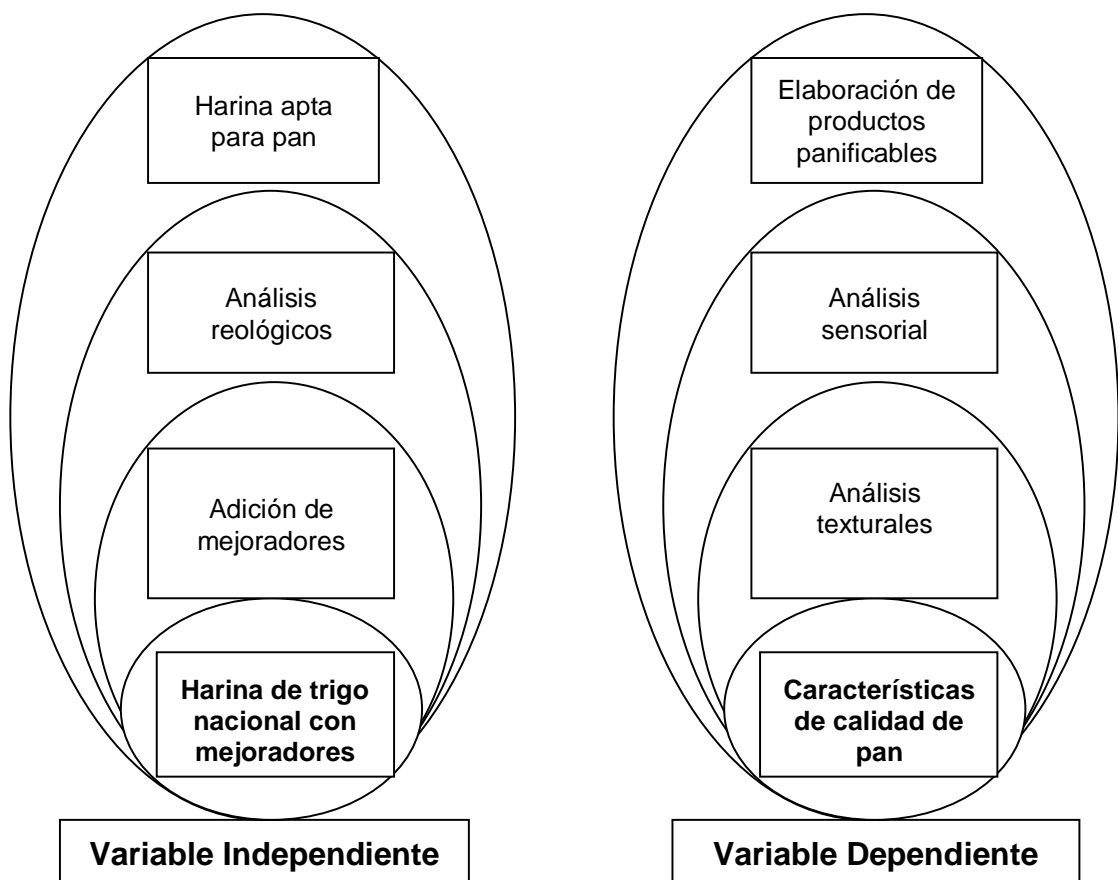 Harina apta
para pan
Análisis
reológicos
Adición de
mejoradores
Harina de trigo
nacional con
mejoradores
Variable Independiente
Elaboración de
productos
panificables
Análisis
sensorial
Análisis
texturales
Característícas
de calidad de
pan
Variable Dependiente